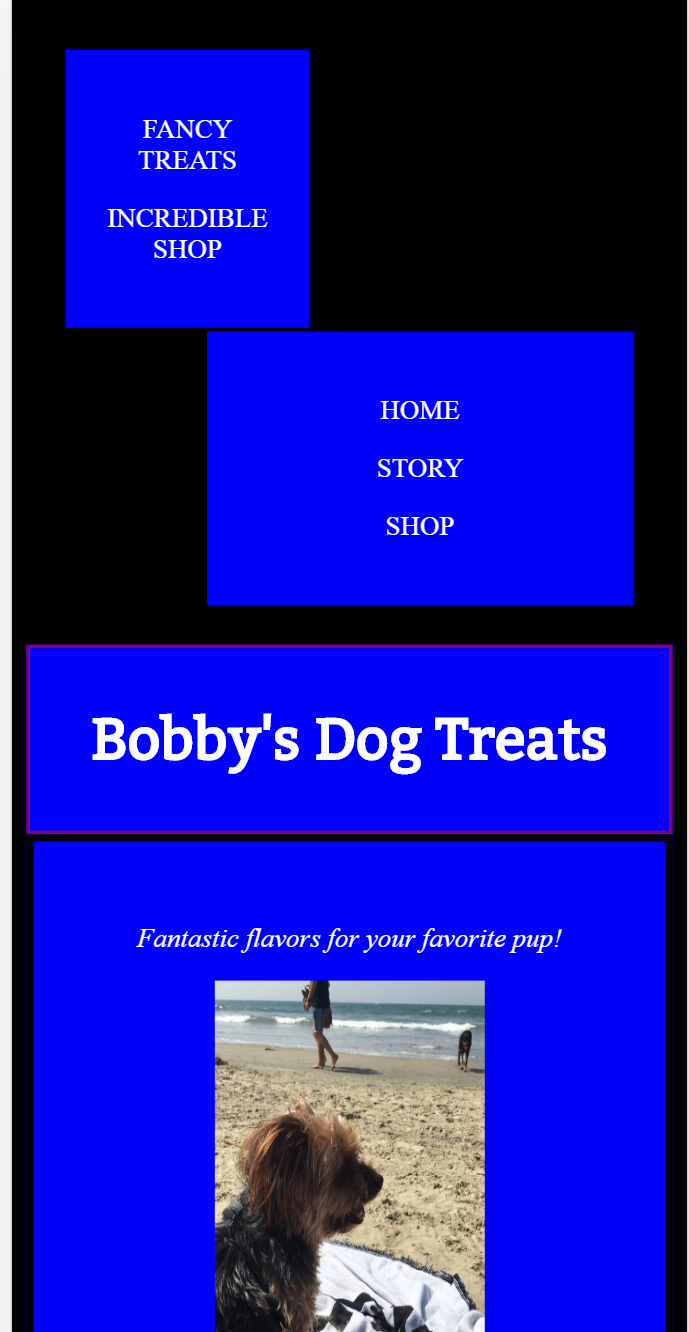 FANCY
TREATS
INCREDIBLE
SHOP
HOME
STORY
SHOP
Bobby's Dog Treats
Fantastic flavors for your favorite pup!